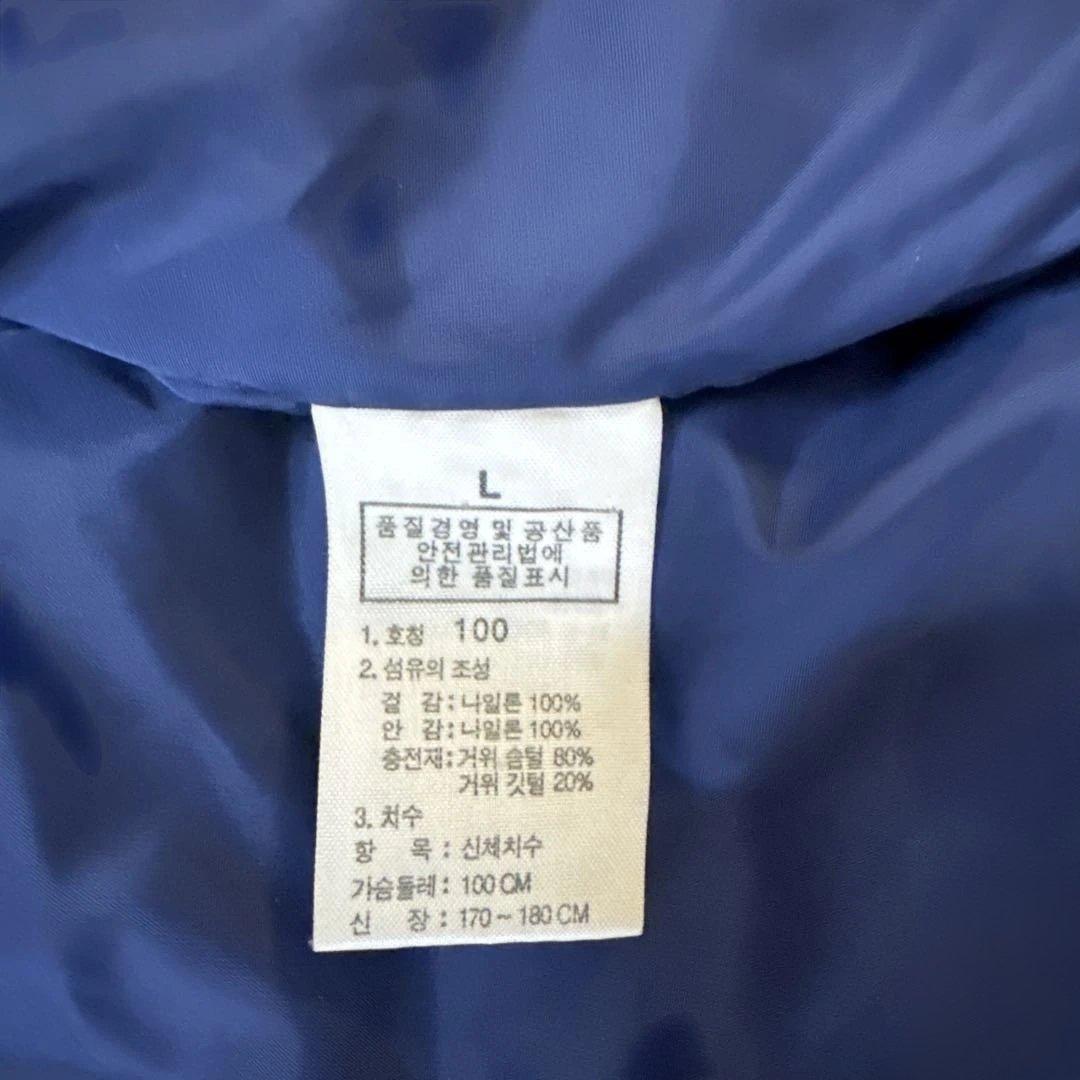 L
품질경영 및 공산품
안전관리법에
의한 품질표시
1. 호칭 100
2. 섬유의 조성
겉 감 : 나일론 100%
안 감 : 나일론 100%
충전재 : 거위 솜털 80%
거위 깃털 20%
3. 치수
항 목 : 신체치수
가슴둘레 : 100 CM
신 장 : 170 ~ 180 CM